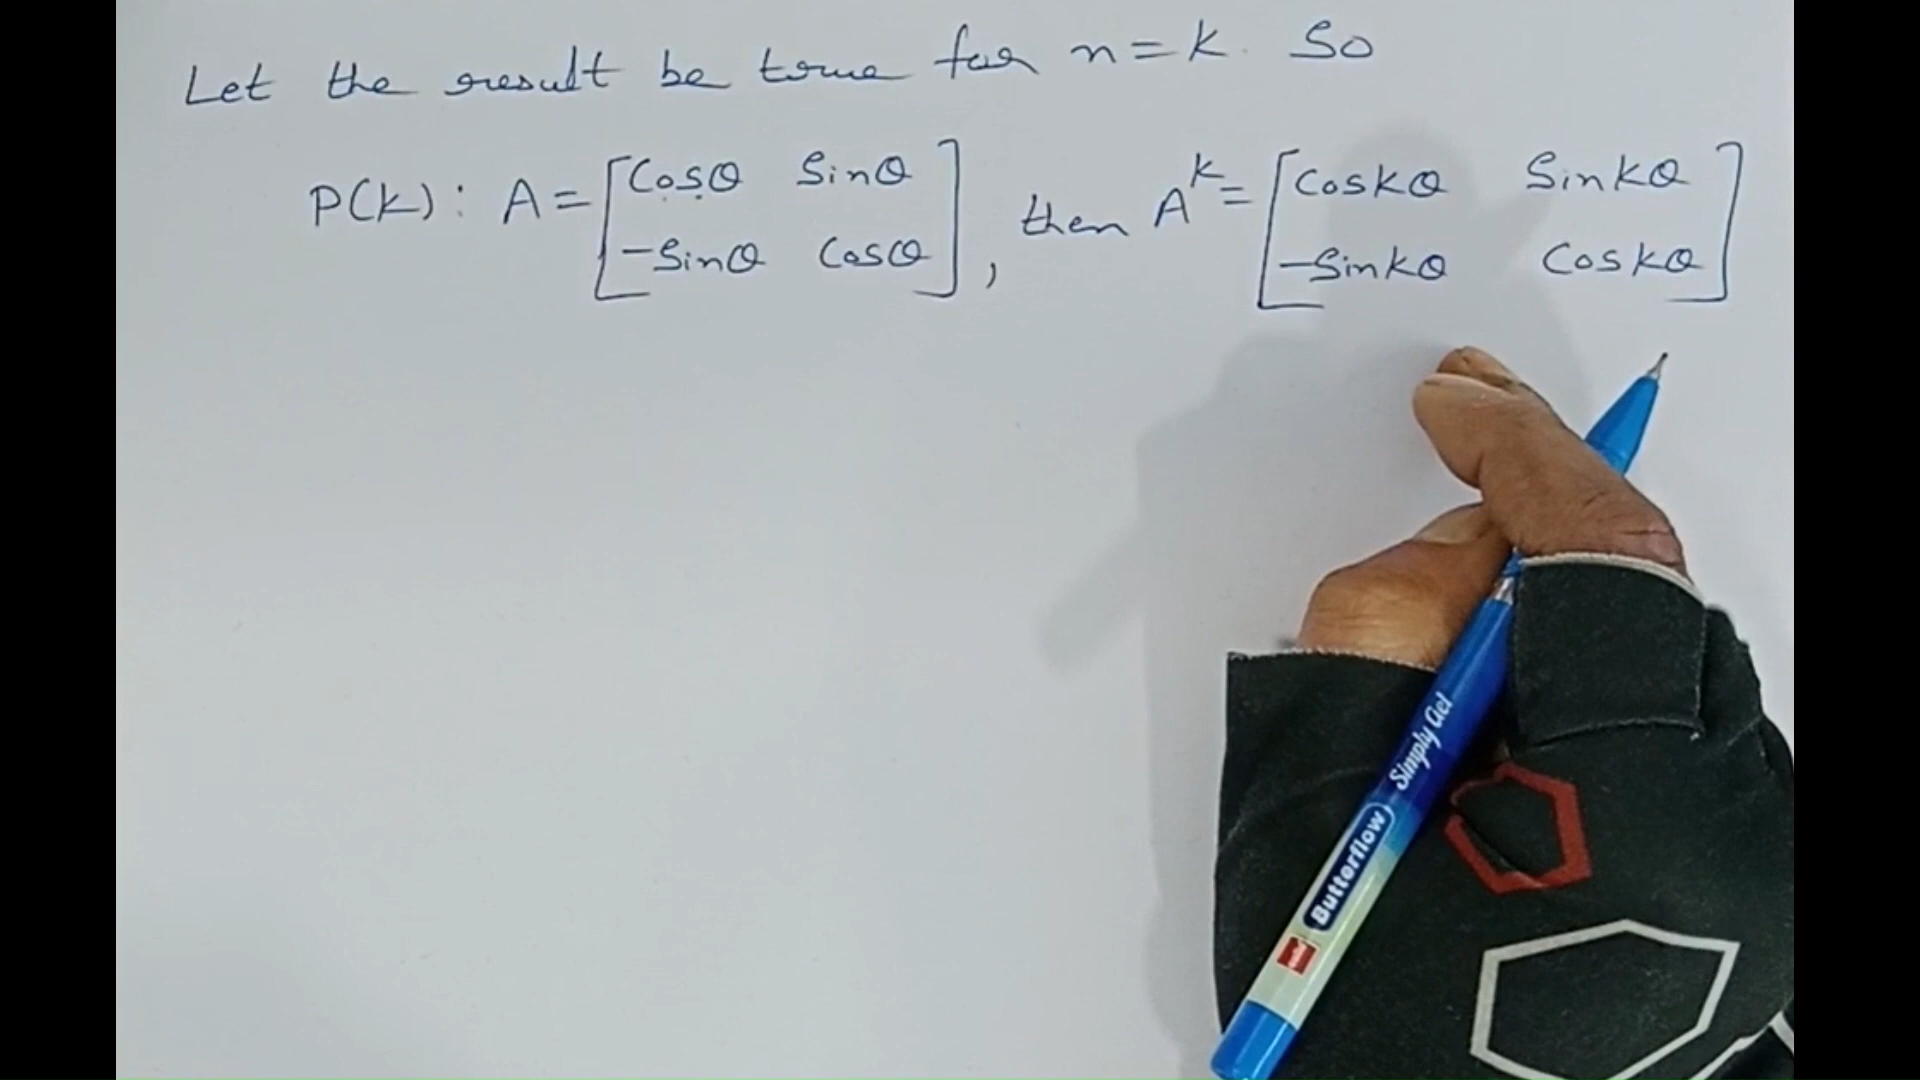 Let the result be true for n=k. So
P(k): A = [Cosθ Sinθ -Sinθ Cosθ], then A^k = [Coskθ Sinkθ -Sinkθ Coskθ]
Simply Gel
Butterflow